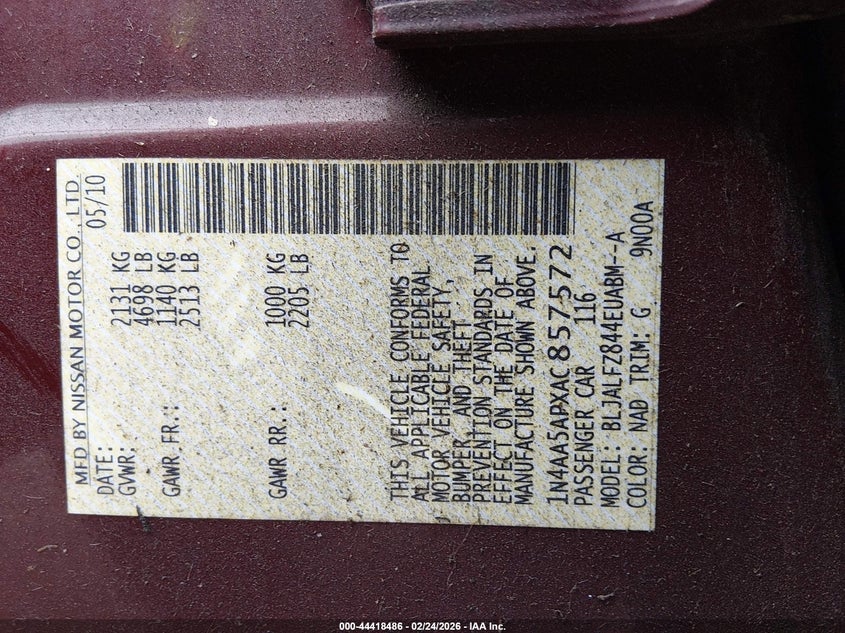 MFD BY NISSAN MOTOR CO., LTD
DATE: 05/10
GVWR: 2131 KG
4698 LB
GAWR FR.: 1140 KG
2513 LB
GAWR RR.: 1000 KG
2205 LB
THIS VEHICLE CONFORMS TO
ALL APPLICABLE FEDERAL
MOTOR VEHICLE SAFETY,
BUMPER, AND THEFT
PREVENTION STANDARDS IN
EFFECT ON THE DATE OF
MANUFACTURE SHOWN ABOVE.
1N4AA5APXAC857572
PASSENGER CAR 116
MODEL: BLJALFZ844EUABM--A
COLOR: NAD TRIM: G 9N00A
000-44418486 - 02/24/2026 - IAA Inc.